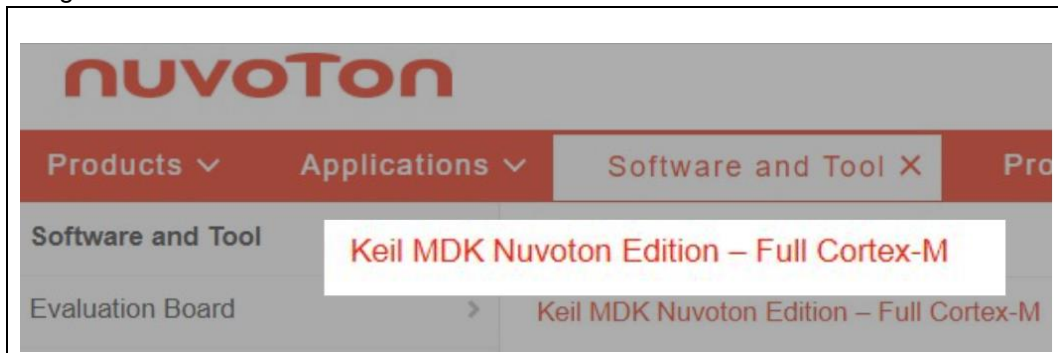 nuvoTon
Products Applications Software and Tool X Pro
Software and Tool
Keil MDK Nuvoton Edition – Full Cortex-M
Evaluation Board > Keil MDK Nuvoton Edition – Full Cortex-M